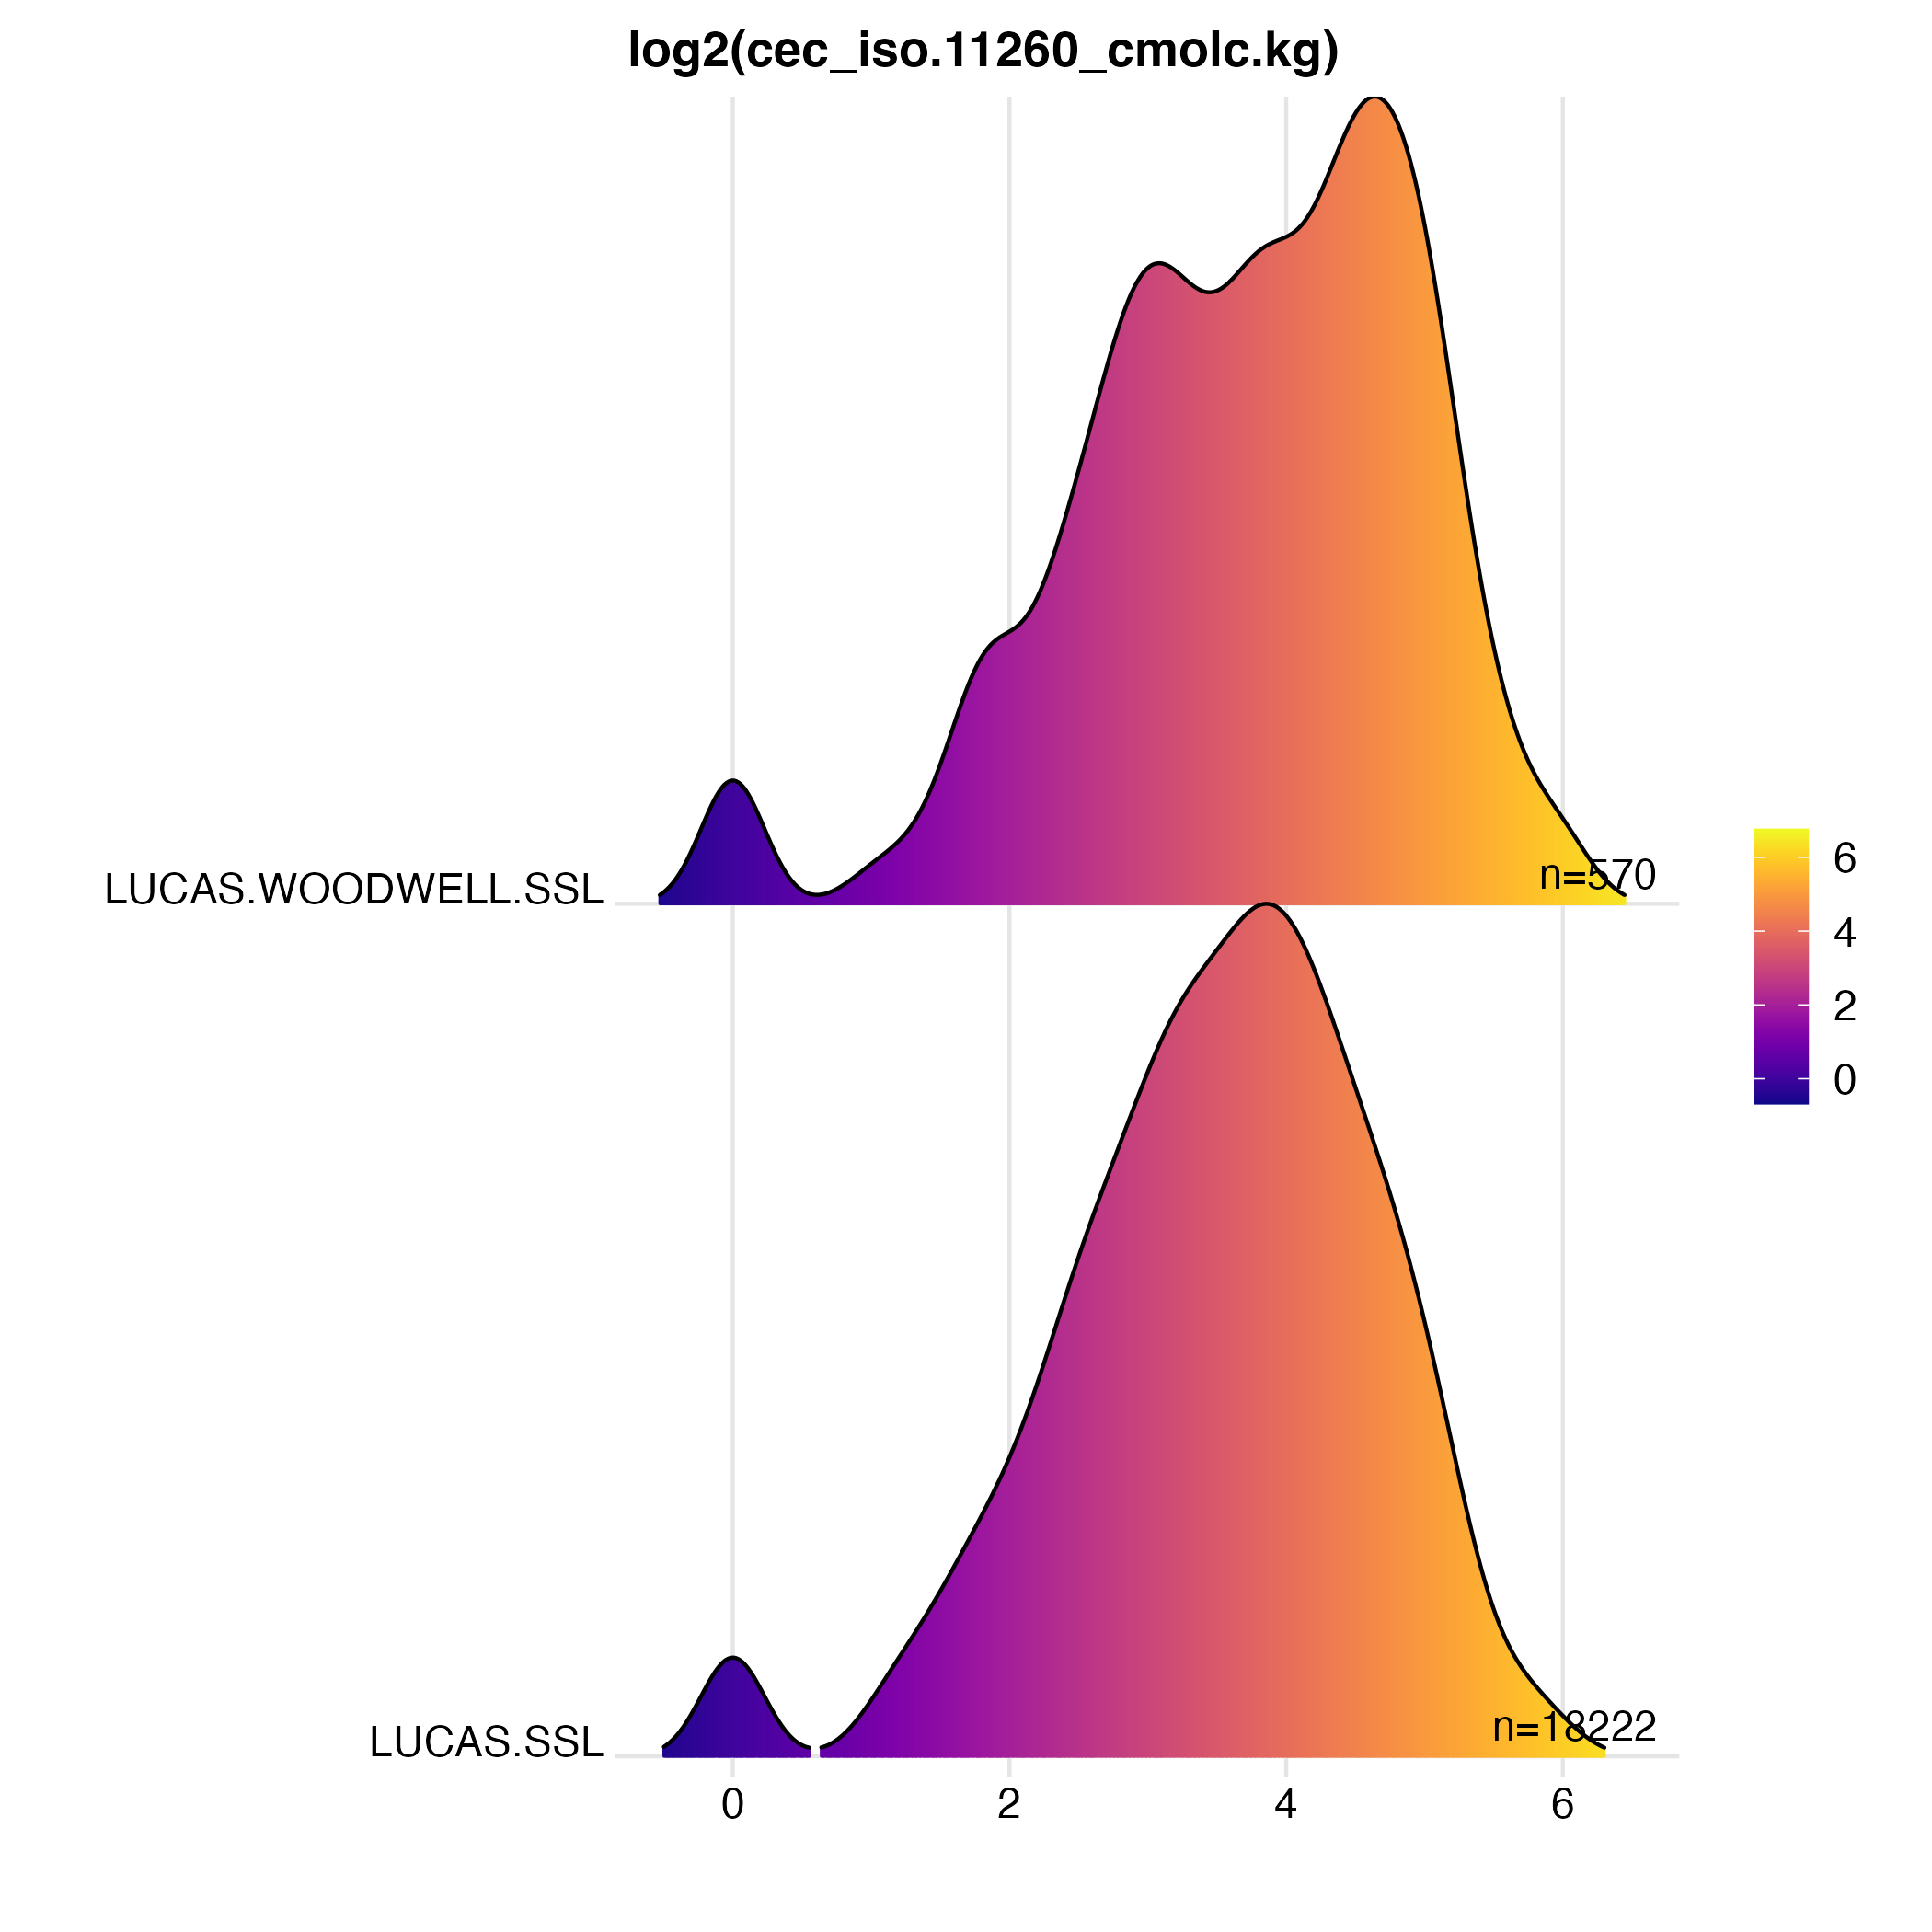 log2(cec_iso.11260_cmolc.kg)
LUCAS.WOODWELL.SSL
n=570
6
4
2
0
LUCAS.SSL
n=18222
0 2 4 6